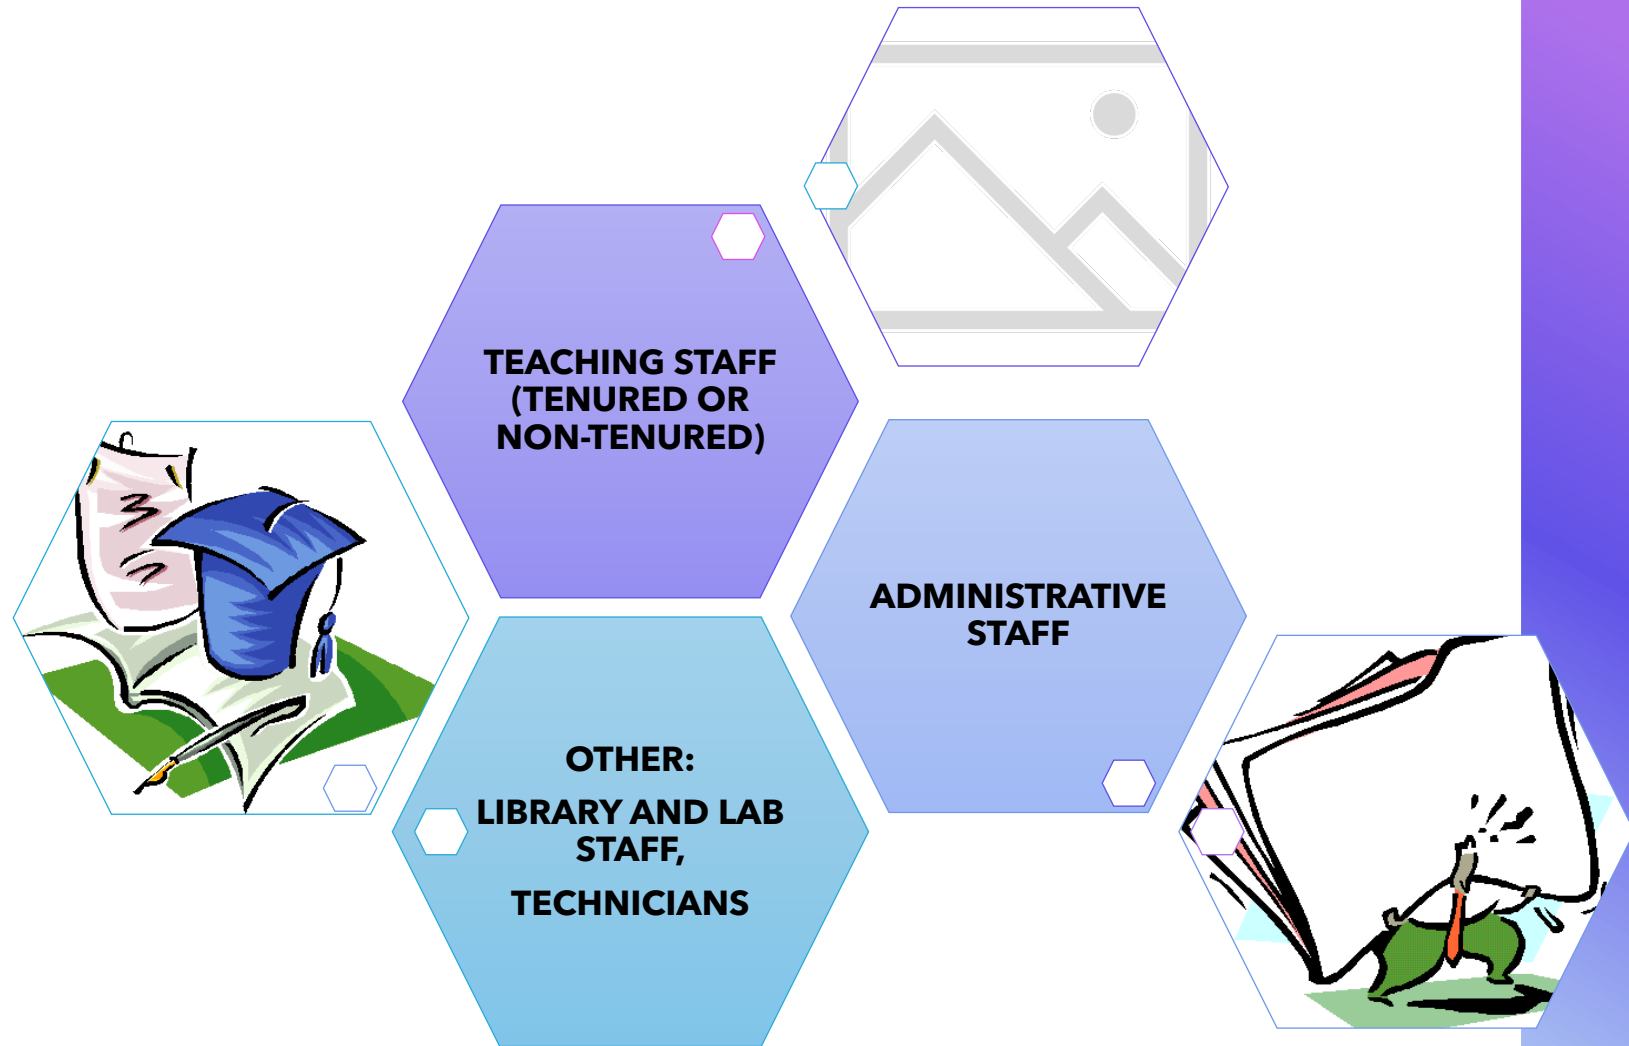 TEACHING STAFF
(TENURED OR
NON-TENURED)
ADMINISTRATIVE
STAFF
OTHER:
LIBRARY AND LAB
STAFF,
TECHNICIANS